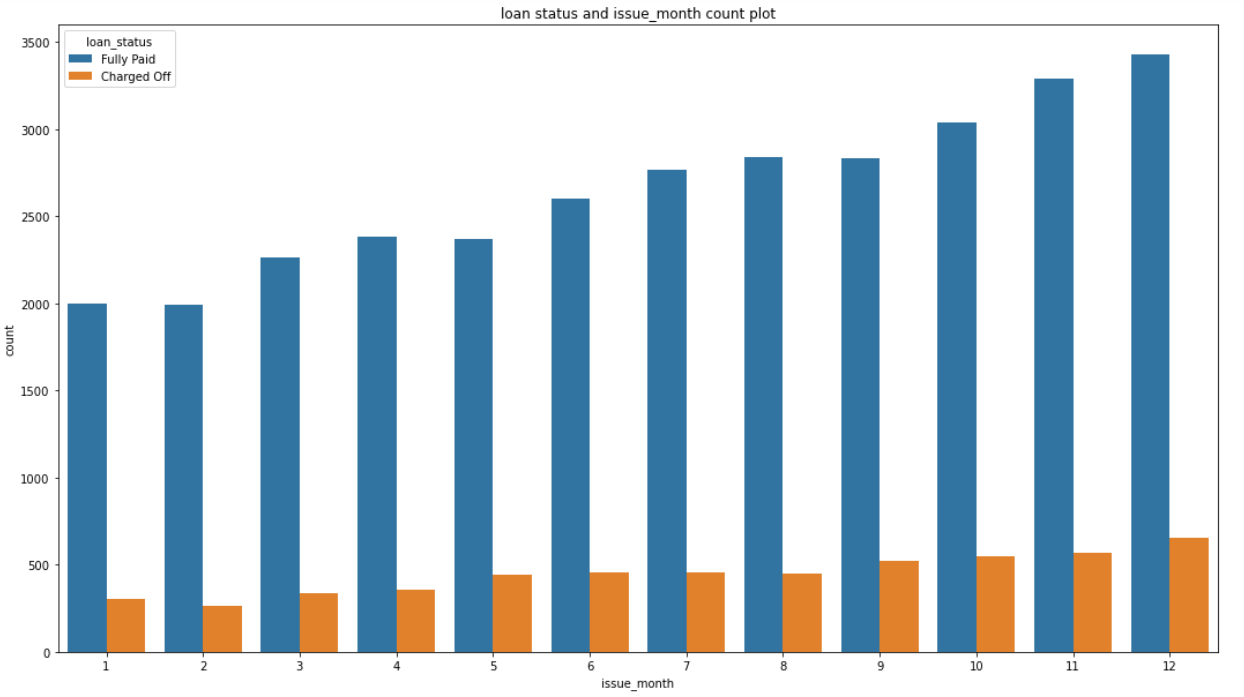 loan status and issue_month count plot
loan_status
Fully Paid
Charged Off
3500
3000
2500
2000
1500
1000
500
0
count
1 2 3 4 5 6 7 8 9 10 11 12
issue_month